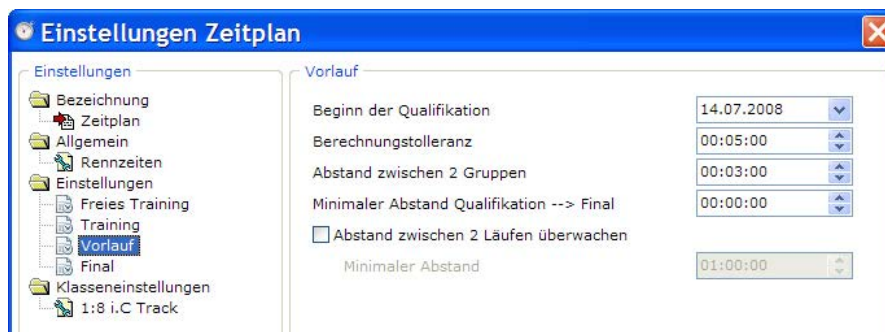 Einstellungen Zeitplan
Einstellungen
Bezeichnung
Zeitplan
Allgemein
Rennzeiten
Einstellungen
Freies Training
Training
Vorlauf
Final
Klasseneinstellungen
1:8 i.C Track
Vorlauf
Beginn der Qualifikation 14.07.2008
Berechnungstolleranz 00:05:00
Abstand zwischen 2 Gruppen 00:03:00
Minimaler Abstand Qualifikation --> Final 00:00:00
Abstand zwischen 2 Läufen überwachen
Minimaler Abstand 01:00:00